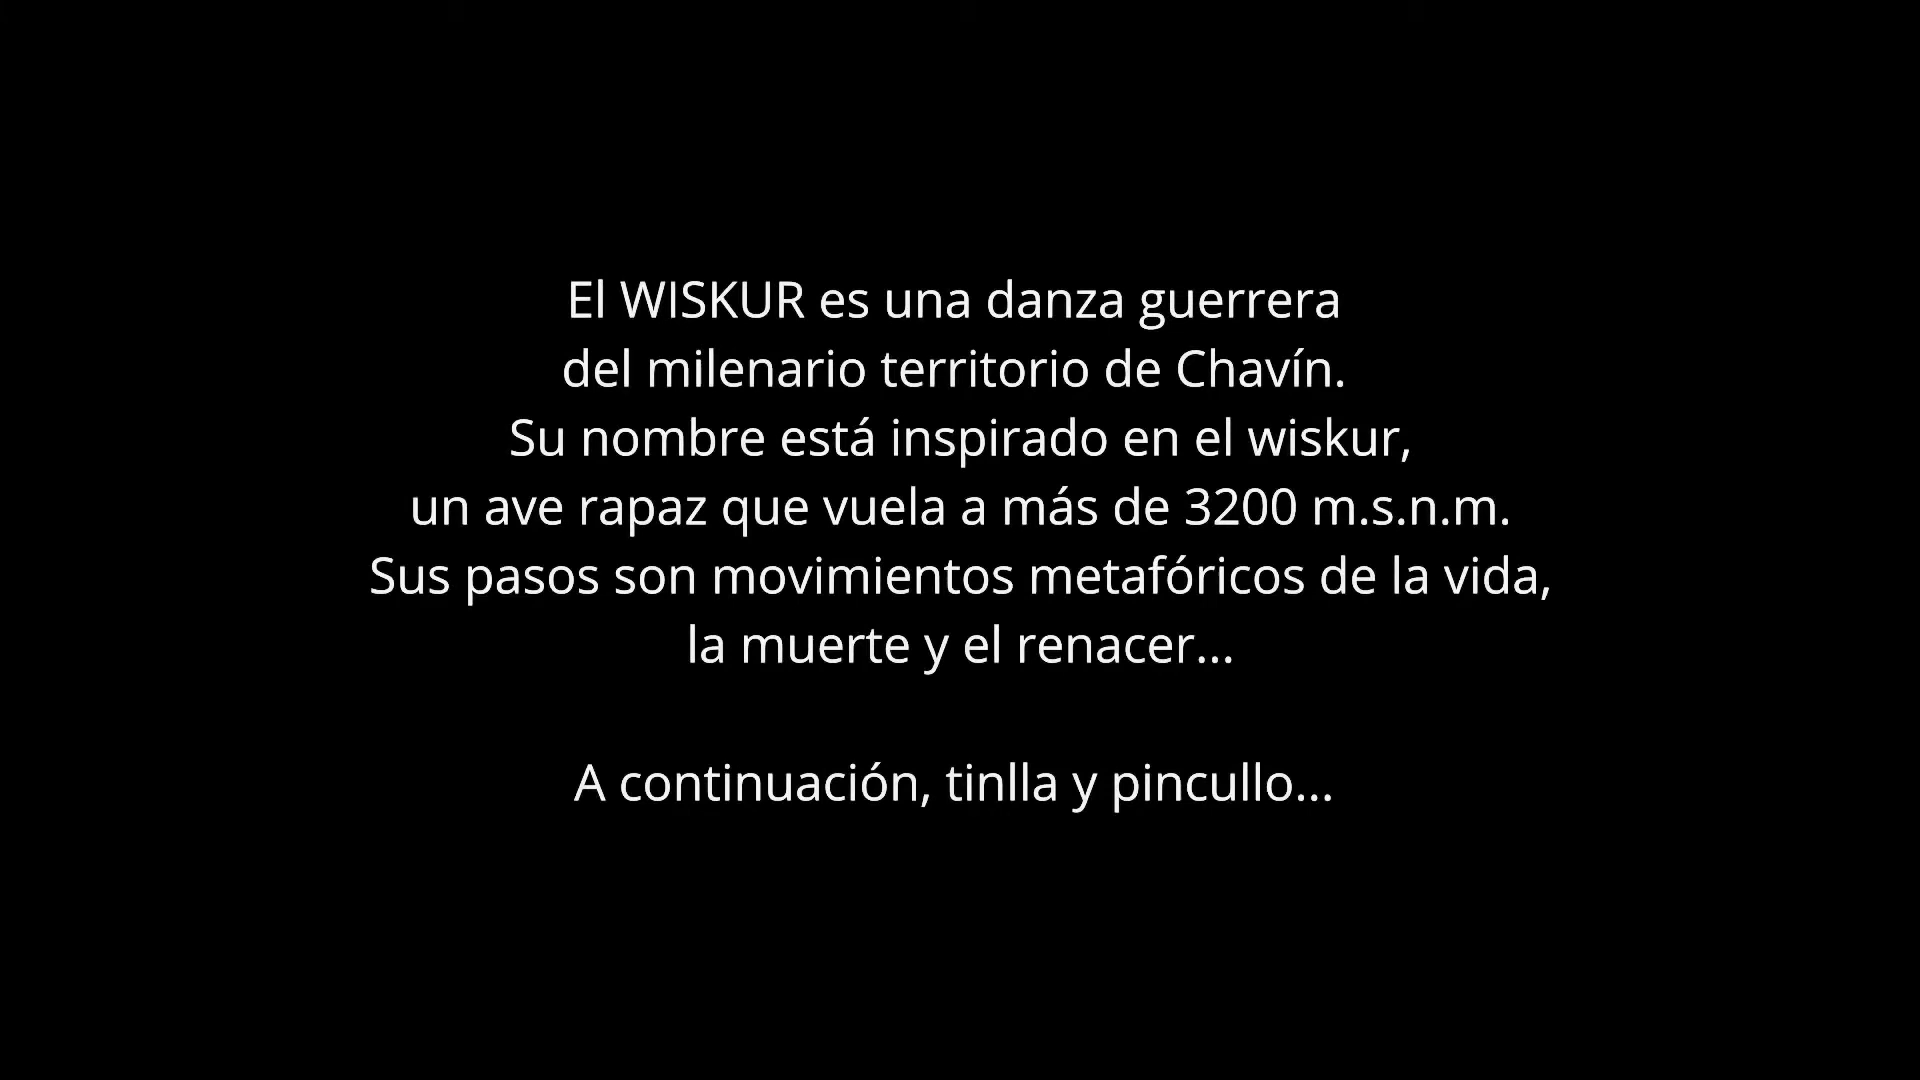 El WISKUR es una danza guerrera
del milenario territorio de Chavín.
Su nombre está inspirado en el wiskur,
un ave rapaz que vuela a más de 3200 m.s.n.m.
Sus pasos son movimientos metafóricos de la vida,
la muerte y el renacer...
A continuación, tinlla y pincullo...